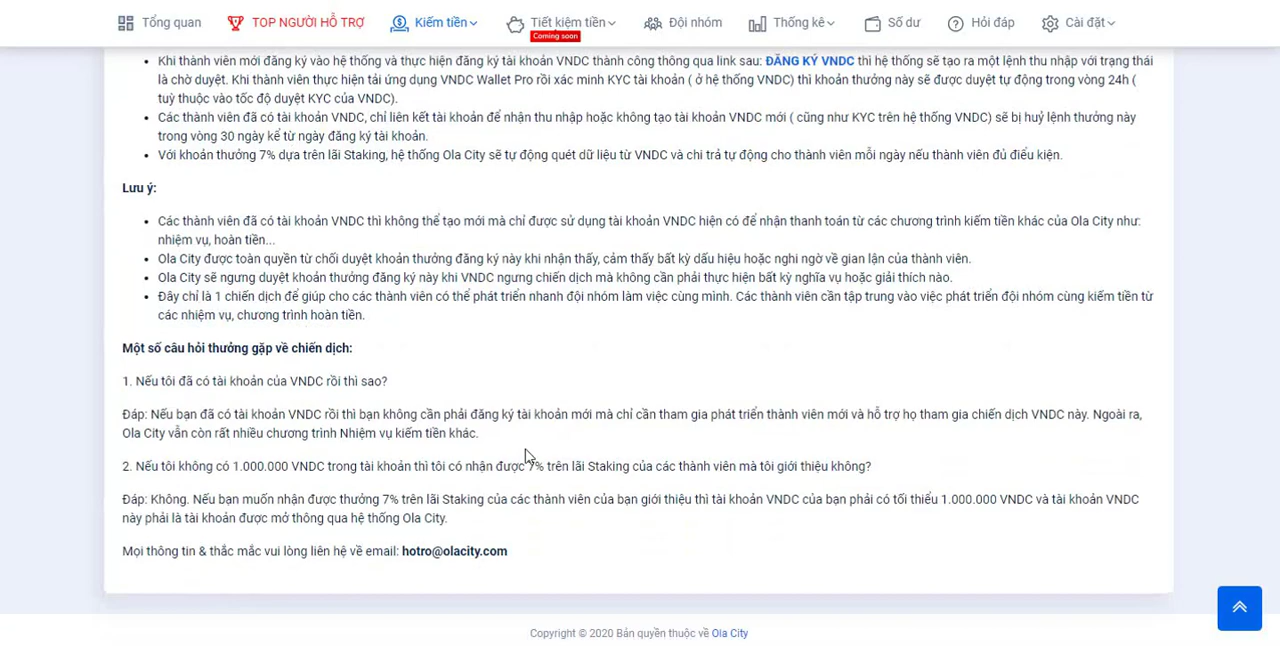 Tổng quan
TOP NGƯỜI HỖ TRỢ
Kiếm tiền
Tiết kiệm tiền
Coming soon
Đội nhóm
Thống kê
Số dư
Hỏi đáp
Cài đặt
Khi thành viên mới đăng ký vào hệ thống và thực hiện đăng ký tài khoản VNDC thành công thông qua link sau: ĐĂNG KÝ VNDC thì hệ thống sẽ tạo ra một lệnh thu nhập với trạng thái
là chờ duyệt. Khi thành viên thực hiện tải ứng dụng VNDC Wallet Pro rồi xác minh KYC tài khoản ( ở hệ thống VNDC) thì khoản thưởng này sẽ được duyệt tự động trong vòng 24h (
tuỳ thuộc vào tốc độ duyệt KYC của VNDC).
Các thành viên đã có tài khoản VNDC, chỉ liên kết tài khoản để nhận thu nhập hoặc không tạo tài khoản VNDC mới ( cũng như KYC trên hệ thống VNDC) sẽ bị huỷ lệnh thưởng này
trong vòng 30 ngày kể từ ngày đăng ký tài khoản.
Với khoản thưởng 7% dựa trên lãi Staking, hệ thống Ola City sẽ tự động quét dữ liệu từ VNDC và chi trả tự động cho thành viên mỗi ngày nếu thành viên đủ điều kiện.
Lưu ý:
Các thành viên đã có tài khoản VNDC thì không thể tạo mới mà chỉ được sử dụng tài khoản VNDC hiện có để nhận thanh toán từ các chương trình kiếm tiền khác của Ola City như:
nhiệm vụ, hoàn tiền...
Ola City được toàn quyền từ chối duyệt khoản thưởng đăng ký này khi nhận thấy, cảm thấy bất kỳ dấu hiệu hoặc nghi ngờ về gian lận của thành viên.
Ola City sẽ ngưng duyệt khoản thưởng đăng ký này khi VNDC ngưng chiến dịch mà không cần phải thực hiện bất kỳ nghĩa vụ hoặc giải thích nào.
Đây chỉ là 1 chiến dịch để giúp cho các thành viên có thể phát triển nhanh đội nhóm làm việc cùng mình. Các thành viên cần tập trung vào việc phát triển đội nhóm cùng kiếm tiền từ
các nhiệm vụ, chương trình hoàn tiền.
Một số câu hỏi thưởng gặp về chiến dịch:
1. Nếu tôi đã có tài khoản của VNDC rồi thì sao?
Đáp: Nếu bạn đã có tài khoản VNDC rồi thì bạn không cần phải đăng ký tài khoản mới mà chỉ cần tham gia phát triển thành viên mới và hỗ trợ họ tham gia chiến dịch VNDC này. Ngoài ra,
Ola City vẫn còn rất nhiều chương trình Nhiệm vụ kiếm tiền khác.
2. Nếu tôi không có 1.000.000 VNDC trong tài khoản thì tôi có nhận được 7% trên lãi Staking của các thành viên mà tôi giới thiệu không?
Đáp: Không. Nếu bạn muốn nhận được thưởng 7% trên lãi Staking của các thành viên của bạn giới thiệu thì tài khoản VNDC của bạn phải có tối thiểu 1.000.000 VNDC và tài khoản VNDC
này phải là tài khoản được mở thông qua hệ thống Ola City.
Mọi thông tin & thắc mắc vui lòng liên hệ về email: hotro@olacity.com
Copyright © 2020 Bản quyền thuộc về Ola City